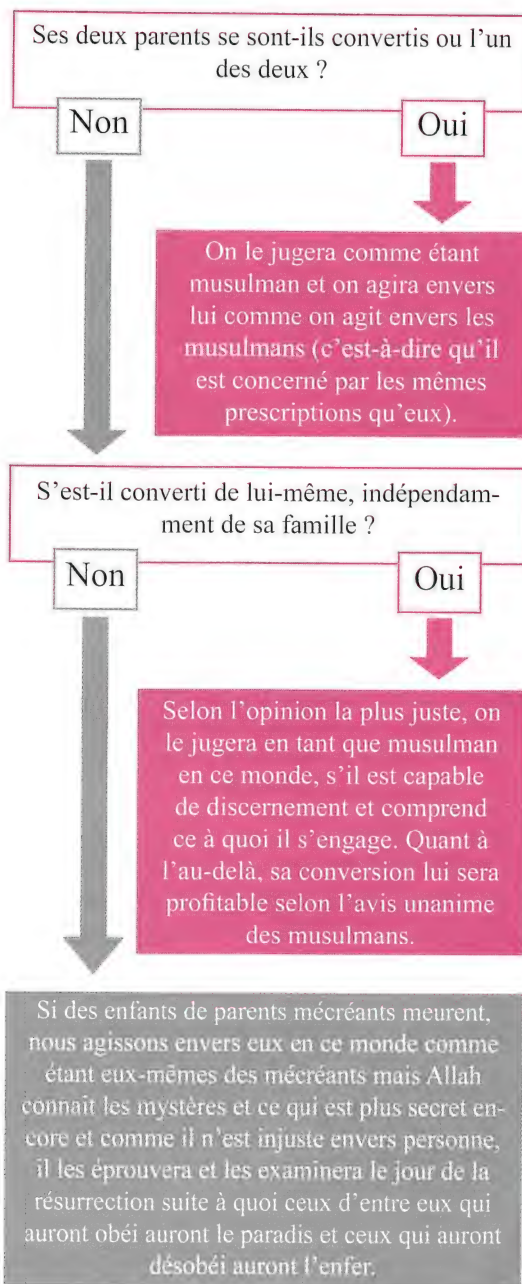 Ses deux parents se sont-ils convertis ou l’un
des deux ?
Non
Oui
On le jugera comme étant
musulman et on agira envers
lui comme on agit envers les
musulmans (c’est-à-dire qu’il
est concerné par les mêmes
prescriptions qu’eux).
S’est-il converti de lui-même, indépendam-
ment de sa famille ?
Non
Oui
Selon l’opinion la plus juste, on
le jugera en tant que musulman
en ce monde, s’il est capable
de discernement et comprend
ce à quoi il s’engage. Quant à
l’au-delà, sa conversion lui sera
profitable selon l’avis unanime
des musulmans.
Si des enfants de parents mécréants meurent,
nous agissons envers eux en ce monde comme
étant eux-mêmes des mécréants mais Allah
connaît les mystères et ce qui est plus secret en-
core et comme il n’est injuste envers personne,
il les éprouvera et les examinera le jour de la
résurrection suite à quoi ceux d’entre eux qui
auront obéi auront le paradis et ceux qui auront
désobéi auront l’enfer.